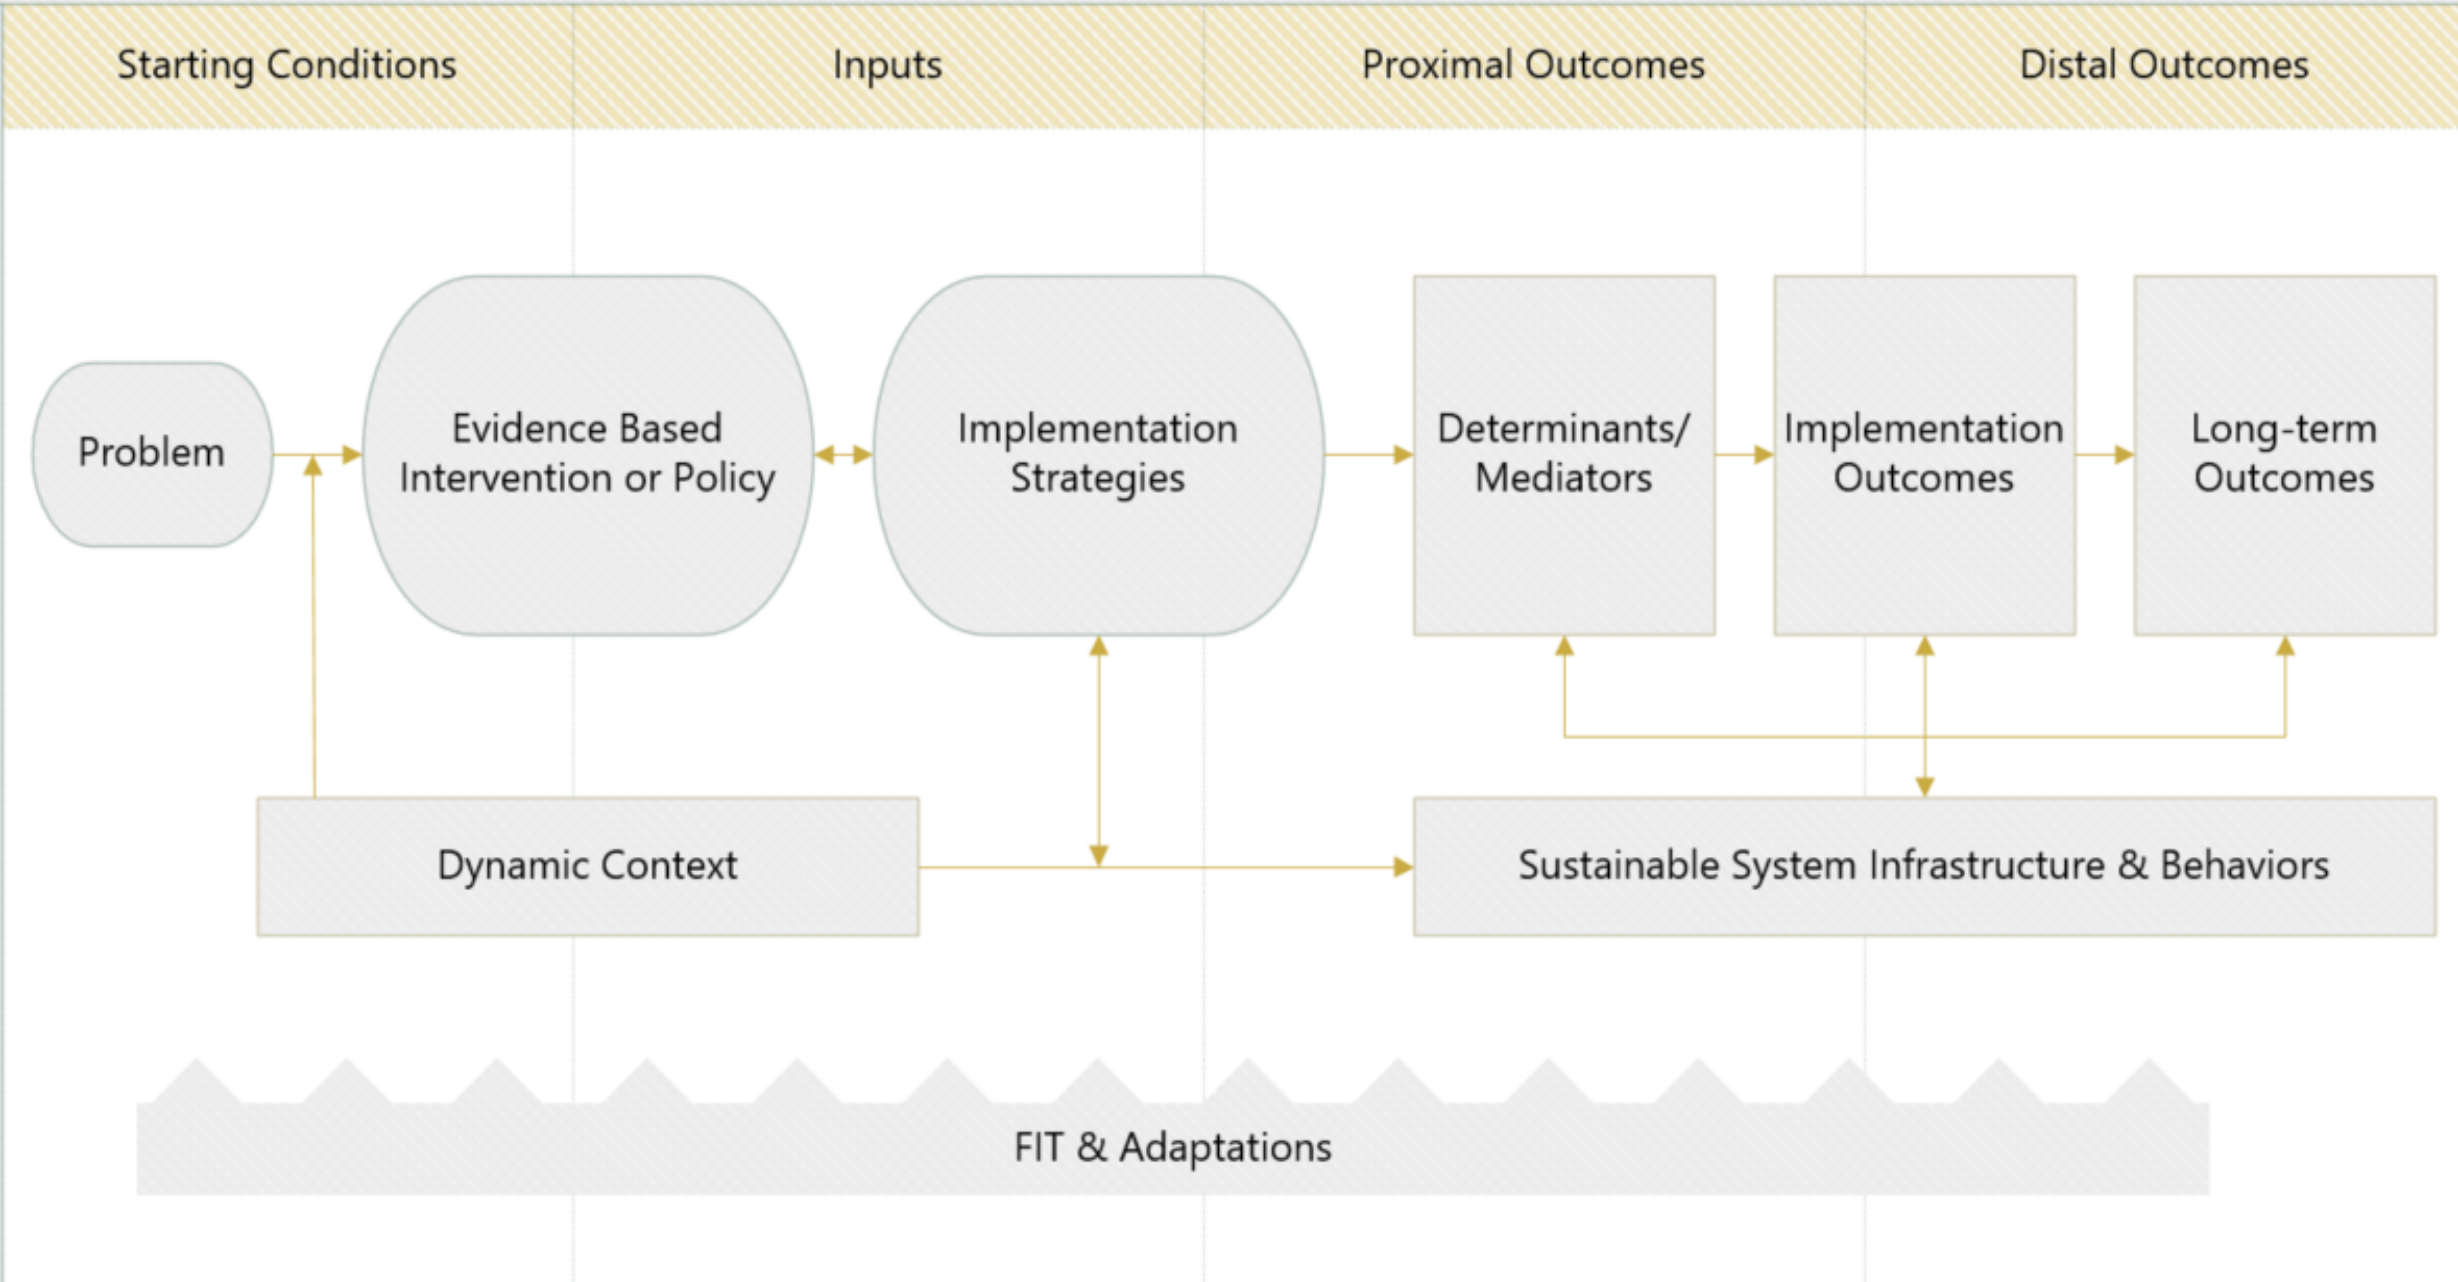 Starting Conditions
Inputs
Proximal Outcomes
Distal Outcomes
Problem
Evidence Based
Intervention or Policy
Implementation
Strategies
Determinants/
Mediators
Implementation
Outcomes
Long-term
Outcomes
Dynamic Context
Sustainable System Infrastructure & Behaviors
FIT & Adaptations